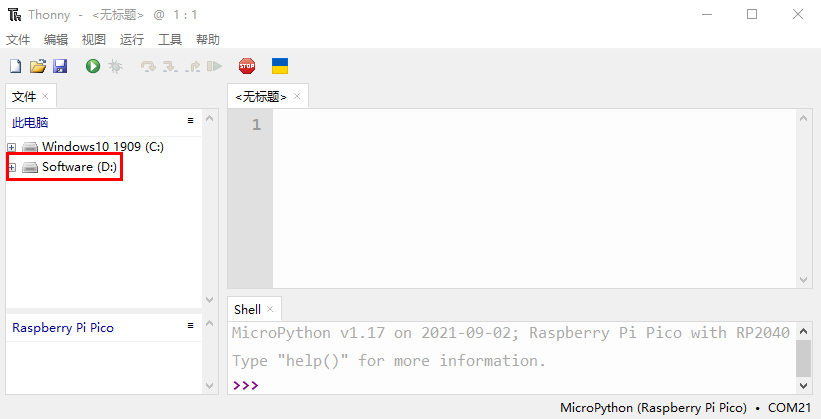 Thonny - <无标题> @ 1 : 1
文件 编辑 视图 运行 工具 帮助
STOP
文件
此电脑
Windows10 1909 (C:)
Software (D:)
Raspberry Pi Pico
<无标题>
1
Shell
MicroPython v1.17 on 2021-09-02; Raspberry Pi Pico with RP2040
Type "help()" for more information.
>>>
MicroPython (Raspberry Pi Pico) • COM21